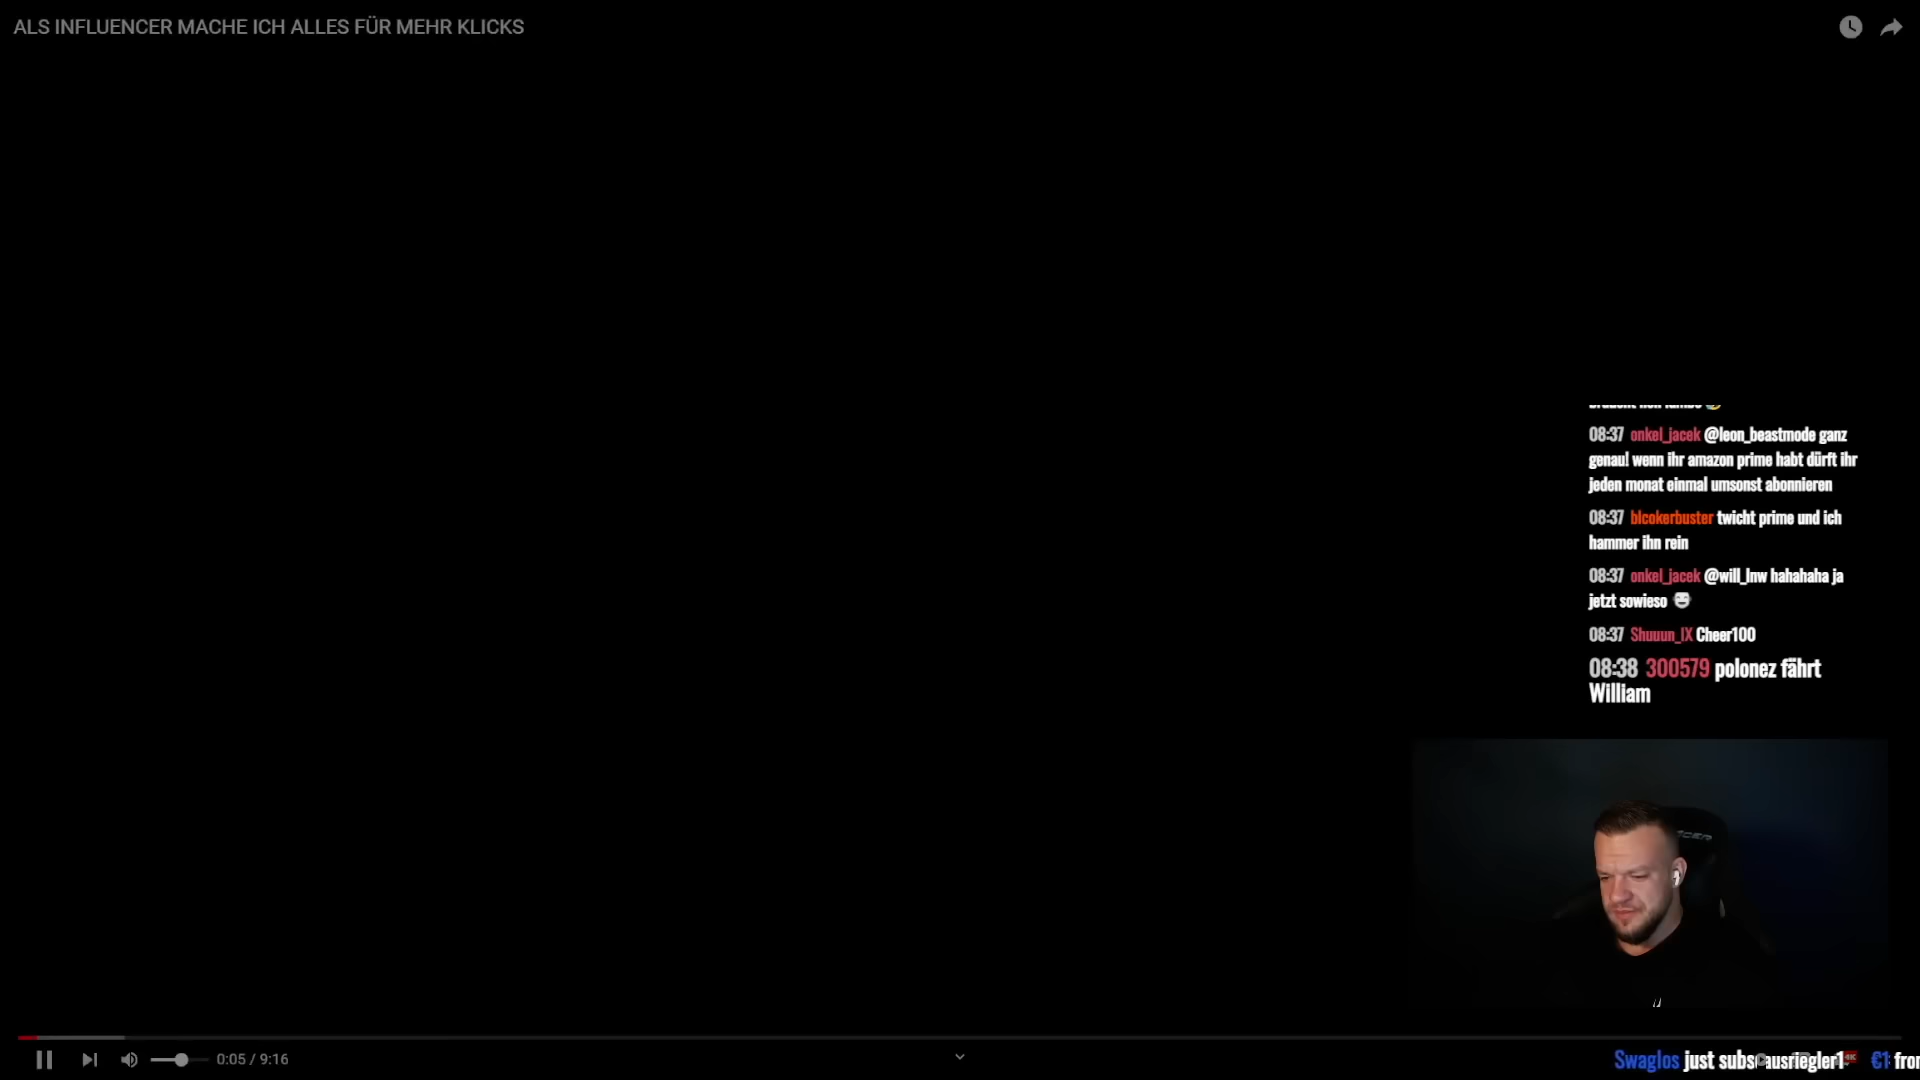 ALS INFLUENCER MACHE ICH ALLES FÜR MEHR KLICKS
08:37 onkel_jacek @leon_beastmode ganz
genau! wenn ihr amazon prime habt dürft ihr
jeden monat einmal umsonst abonnieren
08:37 blcokerbuster twicht prime und ich
hammer ihn rein
08:37 onkel_jacek @will_lnw hahahaha ja
jetzt sowieso
08:37 Shuuun_IX Cheer100
08:38 300579 polonez fährt
William
0:05 / 9:16
Swaglos just subs ausriegler1 €1 from